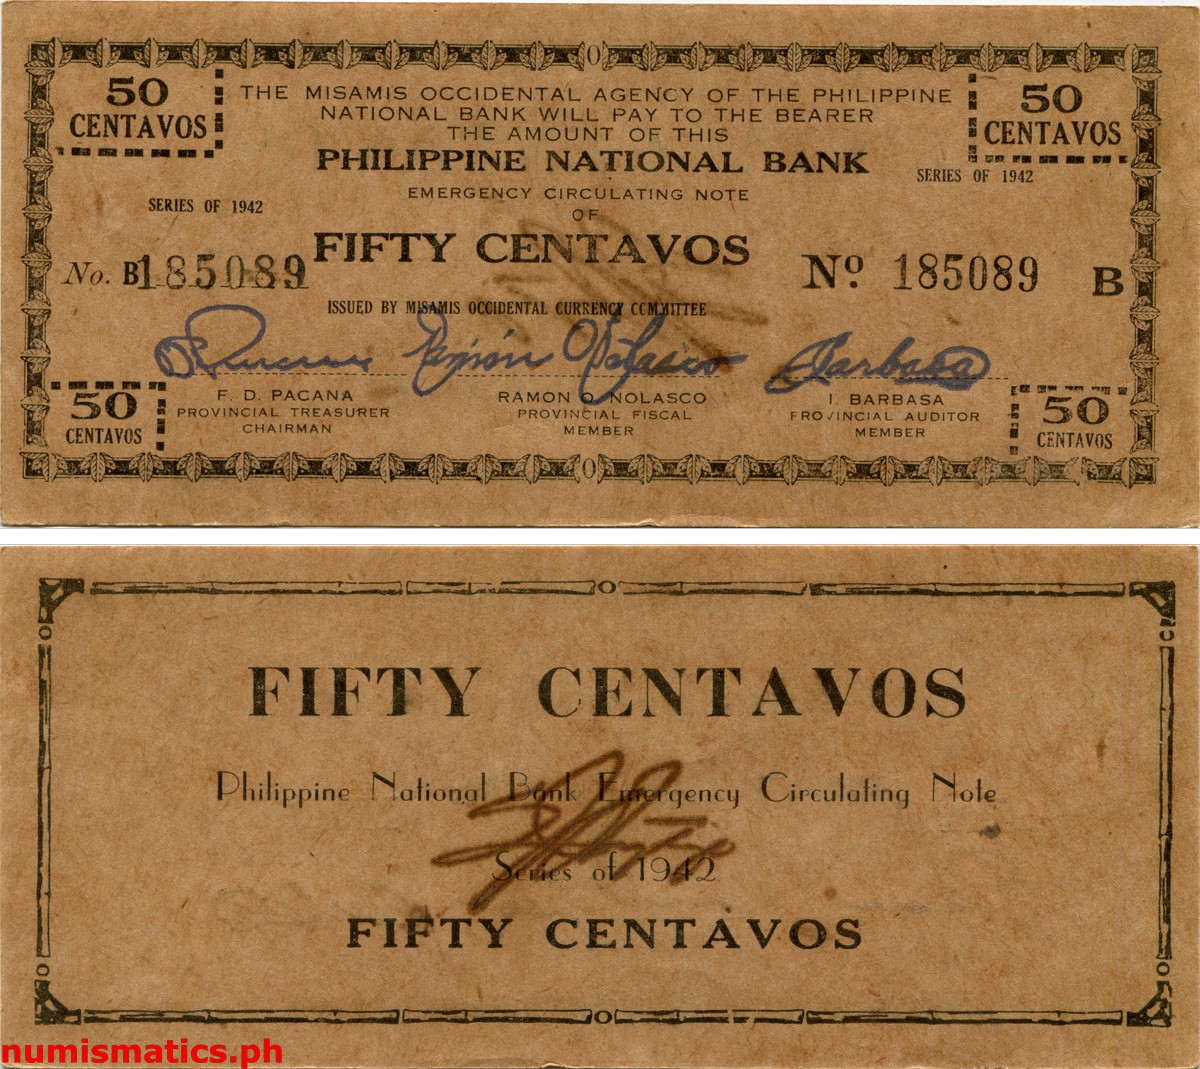 50
CENTAVOS
THE MISAMIS OCCIDENTAL AGENCY OF THE PHILIPPINE
NATIONAL BANK WILL PAY TO THE BEARER
THE AMOUNT OF THIS
PHILIPPINE NATIONAL BANK
EMERGENCY CIRCULATING NOTE
OF
FIFTY CENTAVOS
50
CENTAVOS
SERIES OF 1942
SERIES OF 1942
No. B185089
Nº 185089 B
ISSUED BY MISAMIS OCCIDENTAL CURRENCY CCMMITTEE
Ramón O Nolasco
I Barbasa
F. D. PACANA
PROVINCIAL TREASURER
CHAIRMAN
RAMON O. NOLASCO
PROVINCIAL FISCAL
MEMBER
I. BARBASA
PROVINCIAL AUDITOR
MEMBER
50
CENTAVOS
50
CENTAVOS
FIFTY CENTAVOS
Philippine National Bank Emergency Circulating Note
Series of 1942
FIFTY CENTAVOS
numismatics.ph